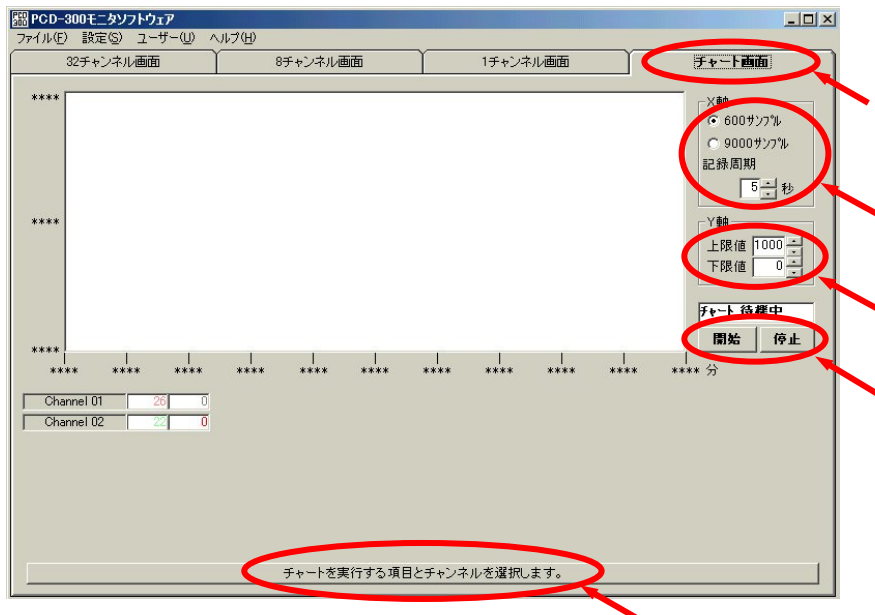 PCD-300モニタソフトウェア
ファイル(F) 設定(S) ユーザー(U) ヘルプ(H)
32チャンネル画面 8チャンネル画面 1チャンネル画面 チャート画面
****
****
****
**** **** **** **** **** **** **** **** **** **** **** 分
X軸
600サンプル
9000サンプル
記録周期
5 秒
Y軸
上限値 1000
下限値 0
チャート 待機中
開始 停止
Channel 01 26 0
Channel 02 22 0
チャートを実行する項目とチャンネルを選択します。